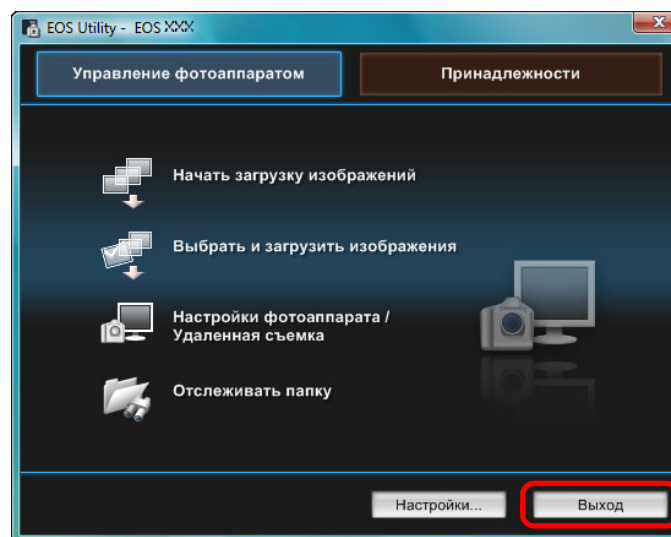 EOS Utility - EOS XXX
Управление фотоаппаратом
Принадлежности
Начать загрузку изображений
Выбрать и загрузить изображения
Настройки фотоаппарата /
Удаленная съемка
Отслеживать папку
Настройки...
Выход